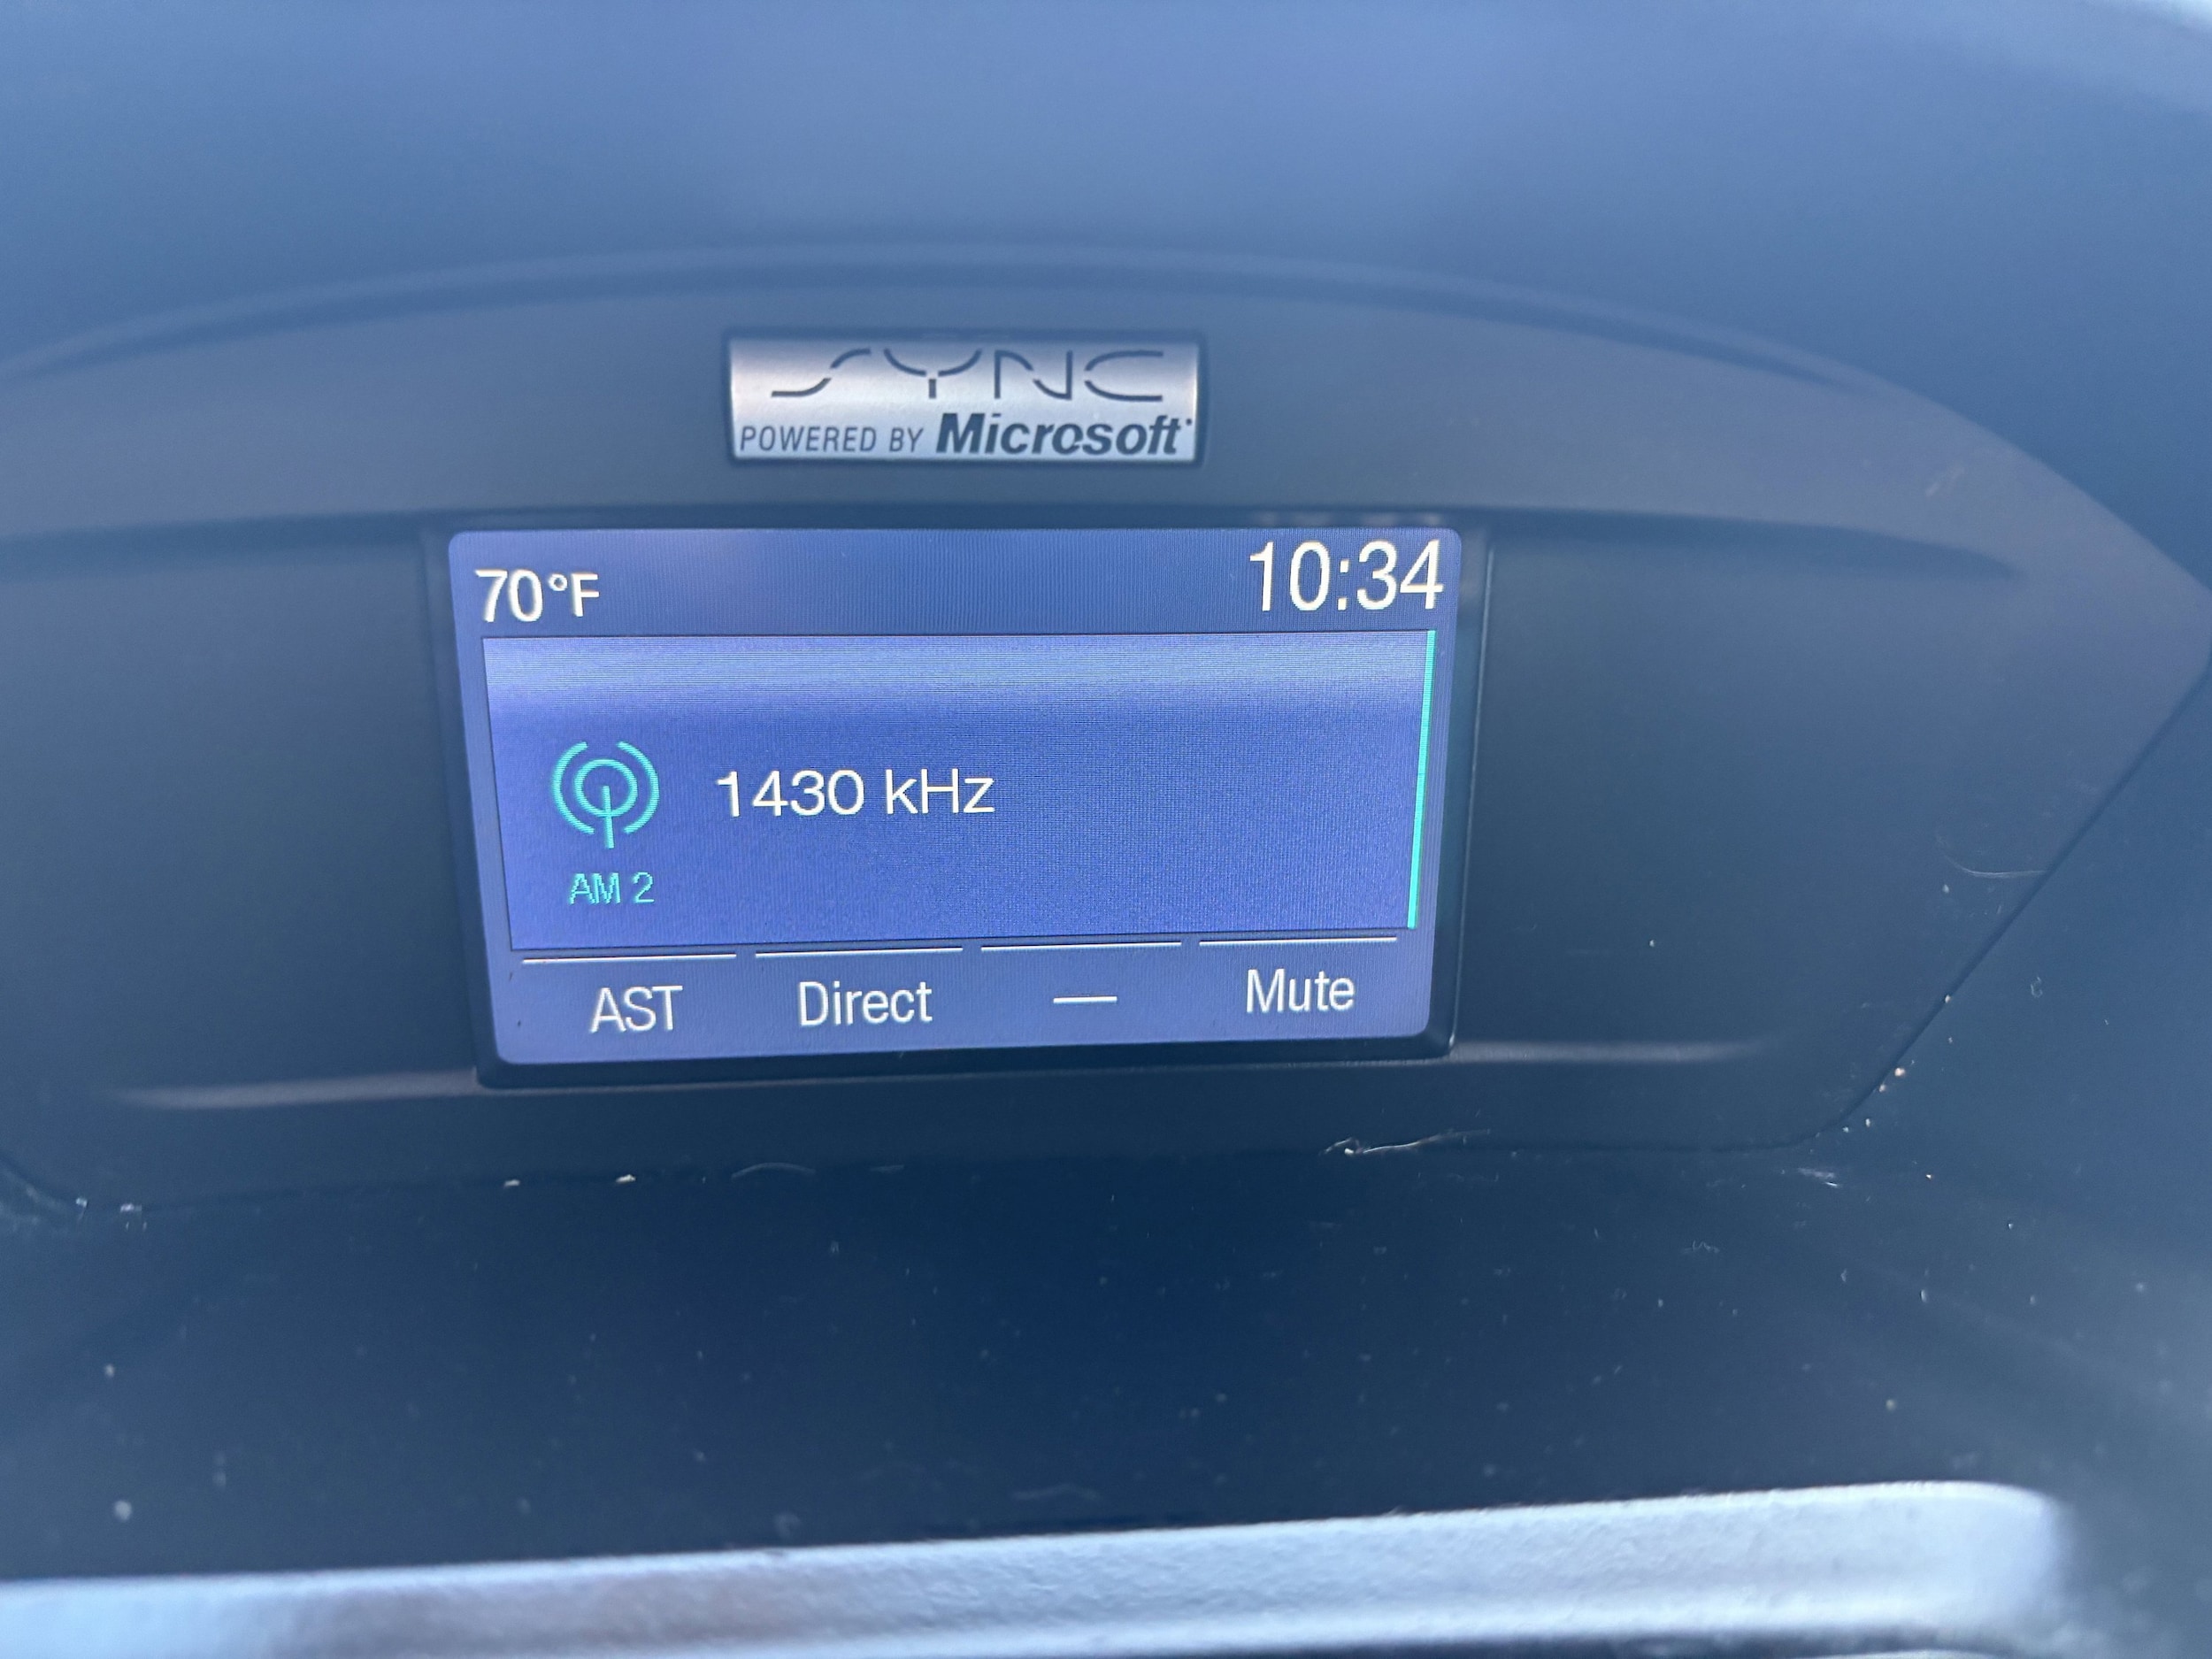 SYNC
POWERED BY Microsoft
70°F 10:34
1430 kHz
AM 2
AST Direct — Mute